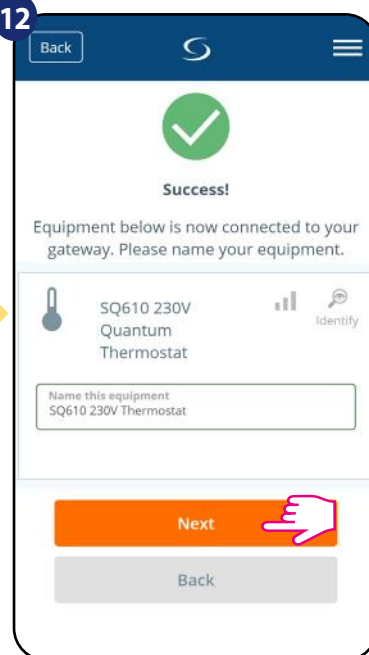 12
Back
Success!
Equipment below is now connected to your
gateway. Please name your equipment.
SQ610 230V
Quantum
Thermostat
Identify
Name this equipment
SQ610 230V Thermostat
Next
Back